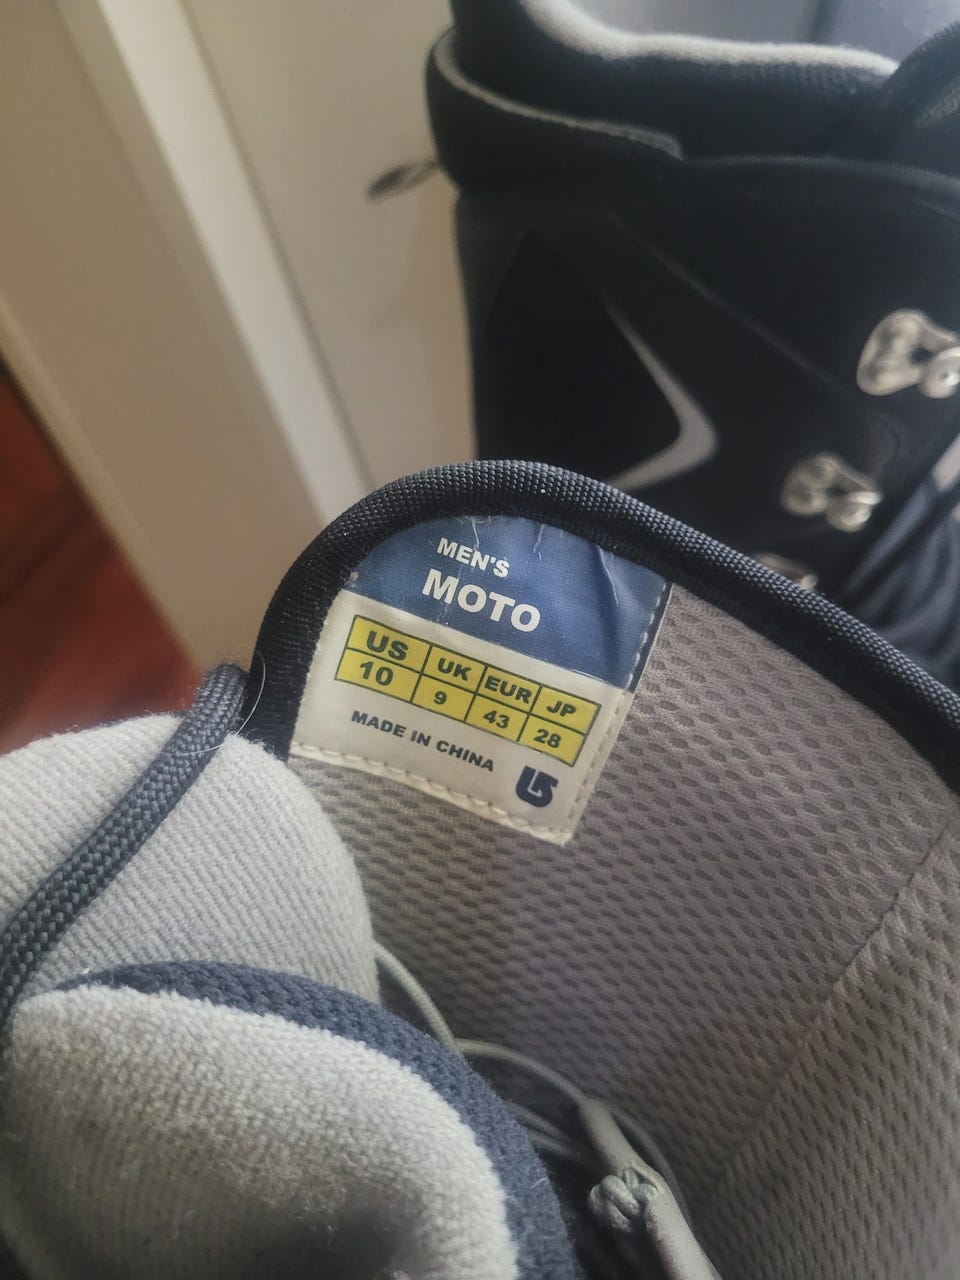 MEN'S
MOTO
US UK EUR JP
10 9 43 28
MADE IN CHINA